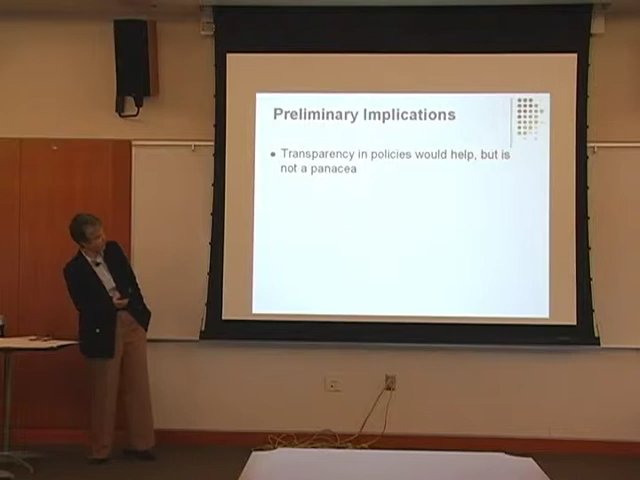 Preliminary Implications
● Transparency in policies would help, but is
not a panacea